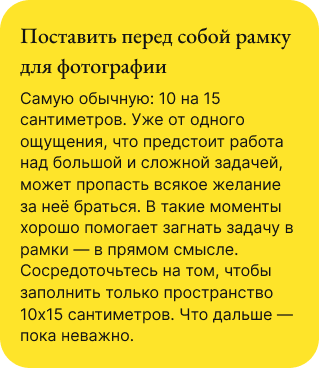 Поставить перед собой рамку
для фотографии
Самую обычную: 10 на 15
сантиметров. Уже от одного
ощущения, что предстоит работа
над большой и сложной задачей,
может пропасть всякое желание
за неё браться. В такие моменты
хорошо помогает загнать задачу в
рамки — в прямом смысле.
Сосредоточьтесь на том, чтобы
заполнить только пространство
10х15 сантиметров. Что дальше —
пока неважно.